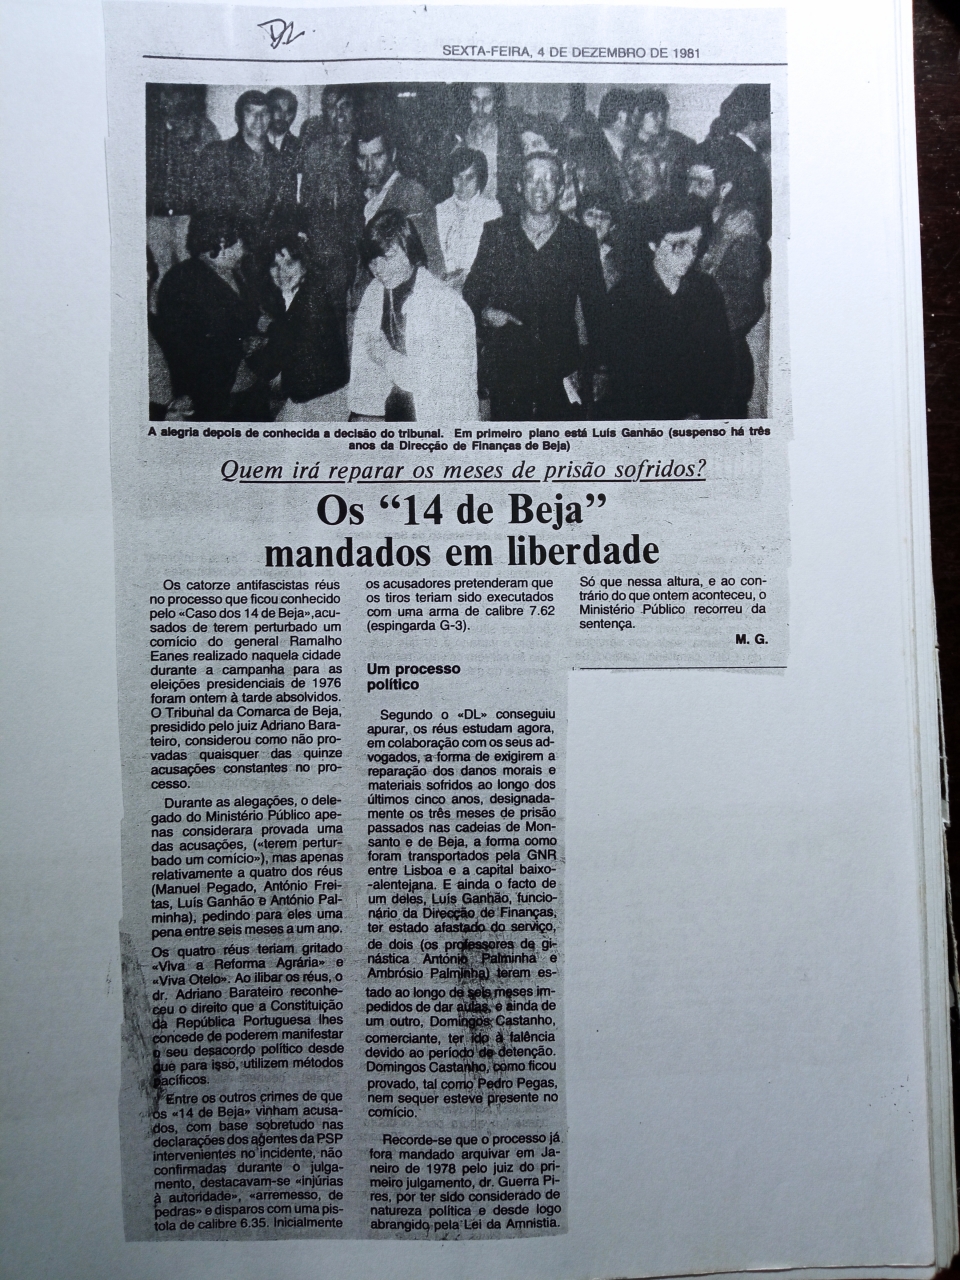 DL
SEXTA-FEIRA, 4 DE DEZEMBRO DE 1981
A alegria depois de conhecida a decisão do tribunal. Em primeiro plano está Luís Ganhão (suspenso há três
anos da Direcção de Finanças de Beja)
Quem irá reparar os meses de prisão sofridos?
Os “14 de Beja”
mandados em liberdade
Os catorze antifascistas réus
no processo que ficou conhecido
pelo «Caso dos 14 de Beja»,acu-
sados de terem perturbado um
comício do general Ramalho
Eanes realizado naquela cidade
durante a campanha para as
eleições presidenciais de 1976
foram ontem à tarde absolvidos.
O Tribunal da Comarca de Beja,
presidido pelo juiz Adriano Bara-
teiro, considerou como não pro-
vadas quaisquer das quinze
acusações constantes no pro-
cesso.
Durante as alegações, o dele-
gado do Ministério Público ape-
nas considerara provada uma
das acusações, («terem pertur-
bado um comício»), mas apenas
relativamente a quatro dos réus
(Manuel Pegado, António Frei-
tas, Luís Ganhão e António Pal-
minha), pedindo para eles uma
pena entre seis meses a um ano.
Os quatro réus teriam gritado
«Viva a Reforma Agrária» e
«Viva Otelo». Ao ilibar os réus, o
dr. Adriano Barateiro reconhe-
ceu o direito que a Constituição
da República Portuguesa lhes
concede de poderem manifestar
o seu desacordo político desde
que para isso, utilizem métodos
pacíficos.
Entre os outros crimes de que
os «14 de Beja» vinham acusa-
dos, com base sobretudo nas
declarações dos agentes da PSP
intervenientes no incidente, não
confirmadas durante o julga-
mento, destacavam-se «injúrias
à autoridade», «arremesso, de
pedras» e disparos com uma pis-
tola de calibre 6.35. Inicialmente
os acusadores pretenderam que
os tiros teriam sido executados
com uma arma de calibre 7.62
(espingarda G-3).
Um processo
político
Segundo o «DL» conseguiu
apurar, os réus estudam agora,
em colaboração com os seus ad-
vogados, a forma de exigirem a
reparação dos danos morais e
materiais sofridos ao longo dos
últimos cinco anos, designada-
mente os três meses de prisão
passados nas cadeias de Mon-
santo e de Beja, a forma como
foram transportados pela GNR
entre Lisboa e a capital baixo-
-alentejana. E ainda o facto de
um deles, Luís Ganhão, funcio-
nário da Direcção de Finanças,
ter estado afastado do serviço,
de dois (os professores de gi-
nástica António Palminha e
Ambrósio Palminha) terem es-
tado ao longo de seis meses im-
pedidos de dar aulas, e ainda de
um outro, Domingos Castanho,
comerciante, ter ido à falência
devido ao período de detenção.
Domingos Castanho, como ficou
provado, tal como Pedro Pegas,
nem sequer esteve presente no
comício.
Recorde-se que o processo já
fora mandado arquivar em Ja-
neiro de 1978 pelo juiz do pri-
meiro julgamento, dr. Guerra Pi-
res, por ter sido considerado de
natureza política e desde logo
abrangido pela Lei da Amnistia.
Só que nessa altura, e ao con-
trário do que ontem aconteceu, o
Ministério Público recorreu da
sentença.
M. G.